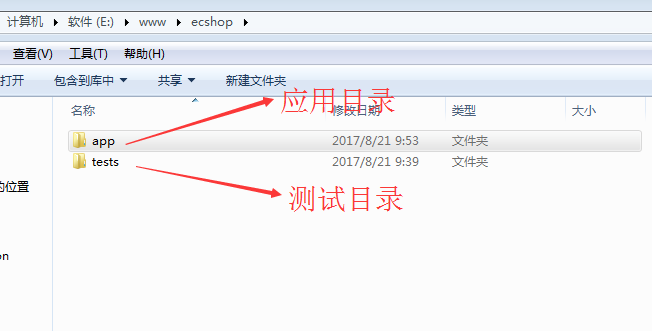 计算机 ▸ 软件 (E:) ▸ www ▸ ecshop ▸
查看(V) 工具(T) 帮助(H)
打开 包含到库中 共享 新建文件夹
应用目录
名称 修改日期 类型 大小
app 2017/8/21 9:53 文件夹
tests 2017/8/21 9:39 文件夹
的位置
测试目录
on